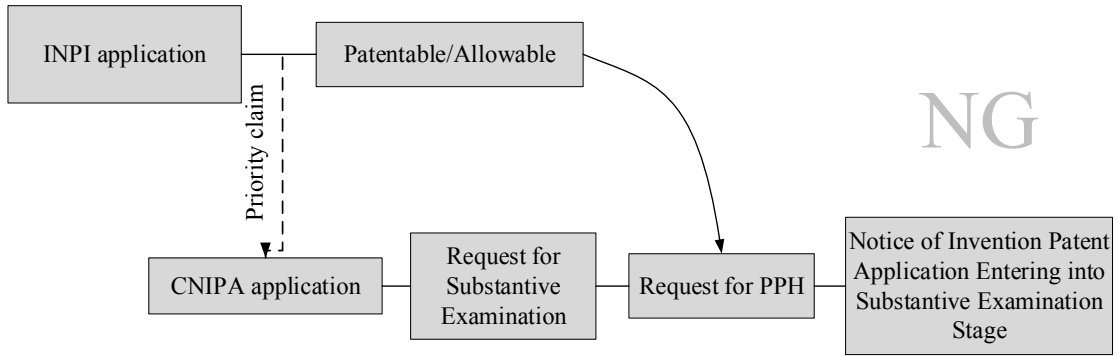 INPI application
Patentable/Allowable
NG
Priority claim
CNIPA application
Request for
Substantive
Examination
Request for PPH
Notice of Invention Patent
Application Entering into
Substantive Examination
Stage